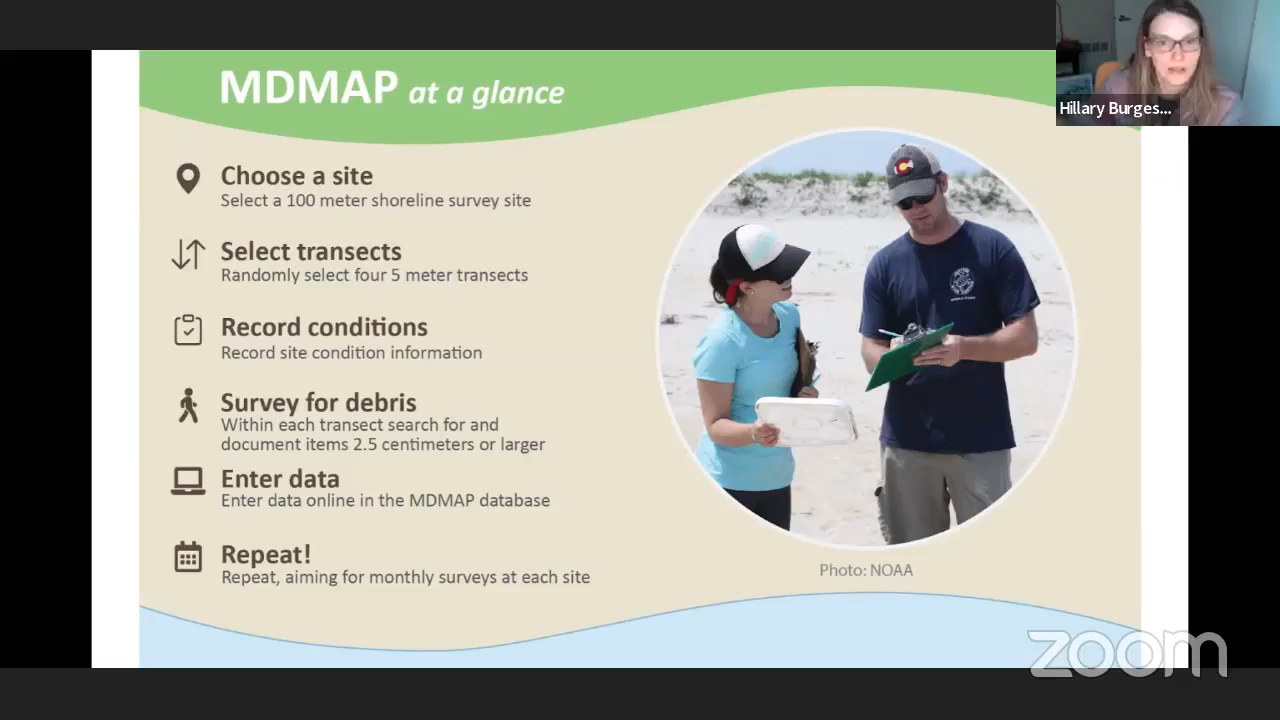 MDMAP at a glance
Hillary Burges...
Choose a site
Select a 100 meter shoreline survey site
Select transects
Randomly select four 5 meter transects
Record conditions
Record site condition information
Survey for debris
Within each transect search for and
document items 2.5 centimeters or larger
Enter data
Enter data online in the MDMAP database
Repeat!
Repeat, aiming for monthly surveys at each site
Photo: NOAA
zoom